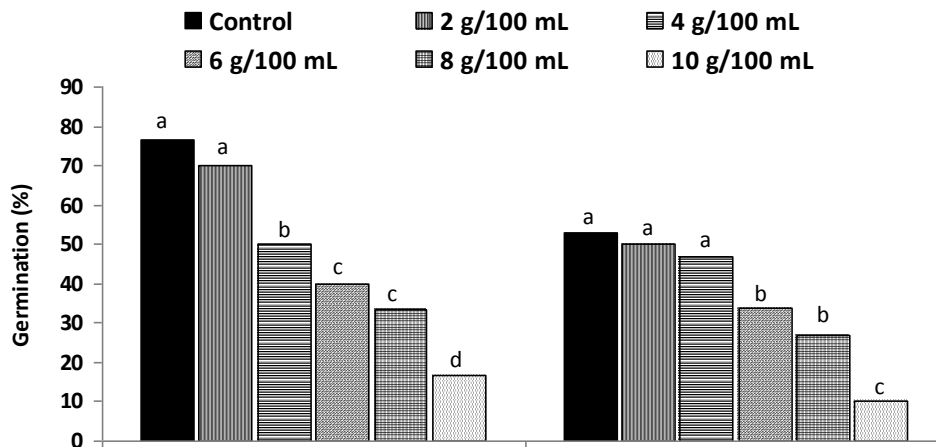 Control 2 g/100 mL 4 g/100 mL
6 g/100 mL 8 g/100 mL 10 g/100 mL
Germination (%)
90
80
70
60
50
40
30
20
10
0
a
a
b
c
c
d
a
a
a
b
b
c